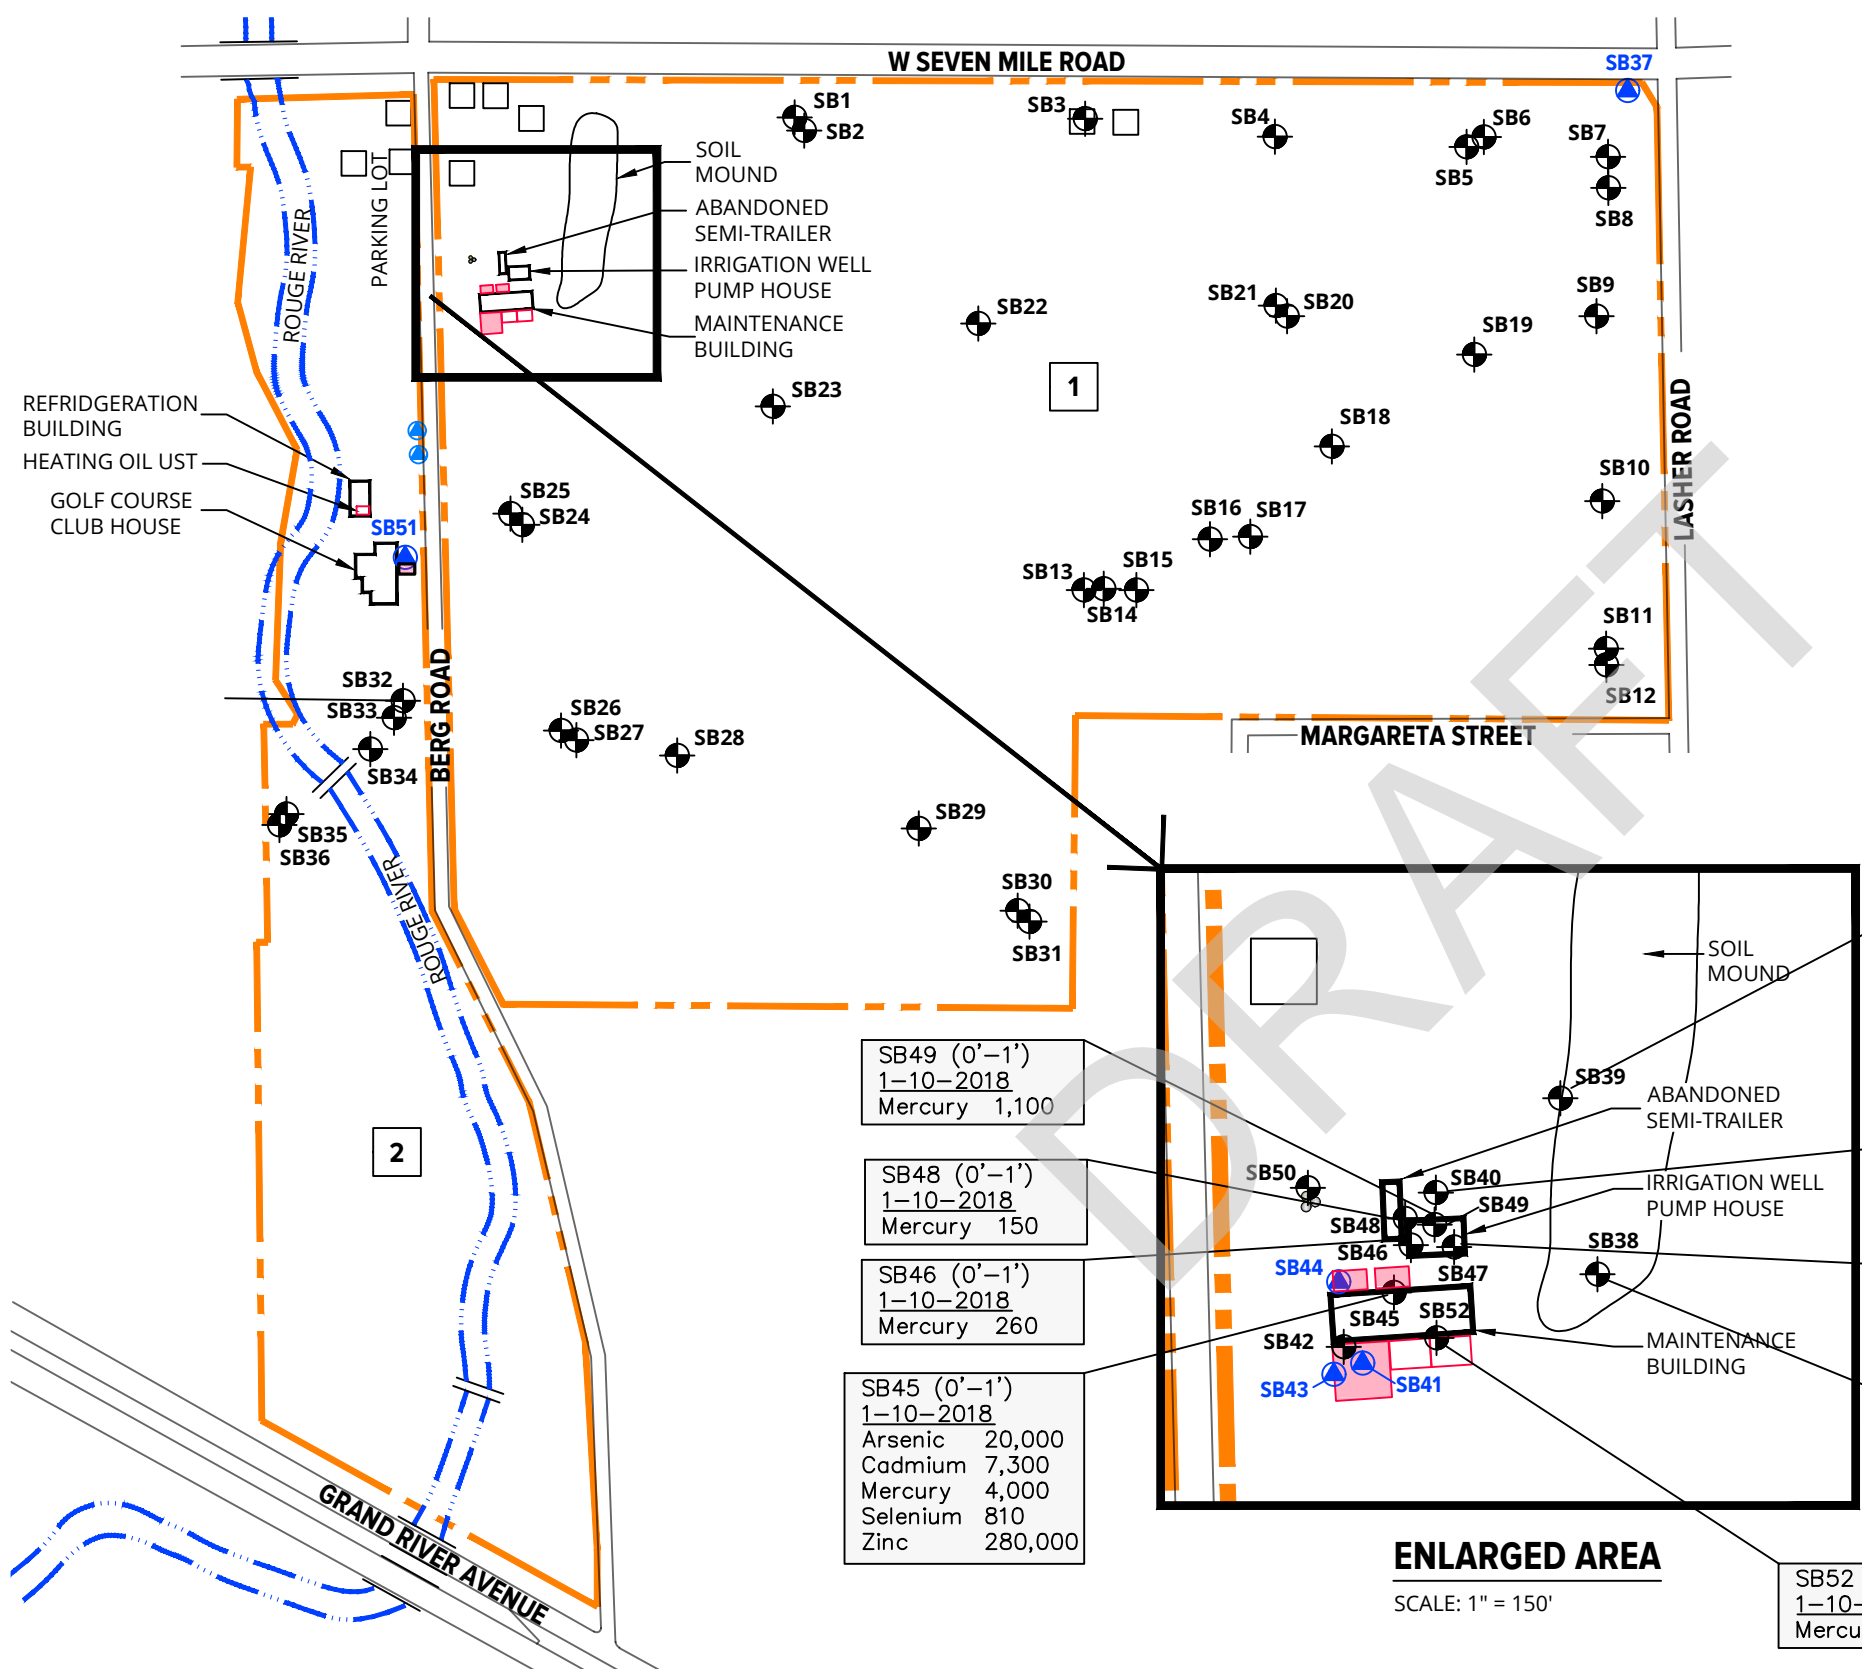 W SEVEN MILE ROAD
SB37
SB1
SB2
SB3
SB4
SB6
SB5
SB7
SB8
SOIL
MOUND
ABANDONED
SEMI-TRAILER
IRRIGATION WELL
PUMP HOUSE
MAINTENANCE
BUILDING
PARKING LOT
ROUGE RIVER
SB22
SB21
SB20
SB9
SB19
SB23
1
SB18
LASHER ROAD
REFRIDGERATION
BUILDING
HEATING OIL UST
GOLF COURSE
CLUB HOUSE
SB51
SB25
SB24
SB10
SB16
SB17
SB13
SB15
SB14
SB11
SB12
SB32
SB33
SB34
BERG ROAD
SB26
SB27
SB28
MARGARETA STREET
SB35
SB36
SB29
ROUGE RIVER
SB30
SB31
DRAFT
2
SOIL
MOUND
SB39
ABANDONED
SEMI-TRAILER
SB50
SB40
SB49
IRRIGATION WELL
PUMP HOUSE
SB48
SB46
SB47
SB38
SB44
SB45
SB52
SB42
MAINTENANCE
BUILDING
SB43
SB41
SB49 (0'-1')
1-10-2018
Mercury 1,100
SB48 (0'-1')
1-10-2018
Mercury 150
SB46 (0'-1')
1-10-2018
Mercury 260
SB45 (0'-1')
1-10-2018
Arsenic 20,000
Cadmium 7,300
Mercury 4,000
Selenium 810
Zinc 280,000
GRAND RIVER AVENUE
ENLARGED AREA
SCALE: 1" = 150'
SB52
1-10-
Mercu